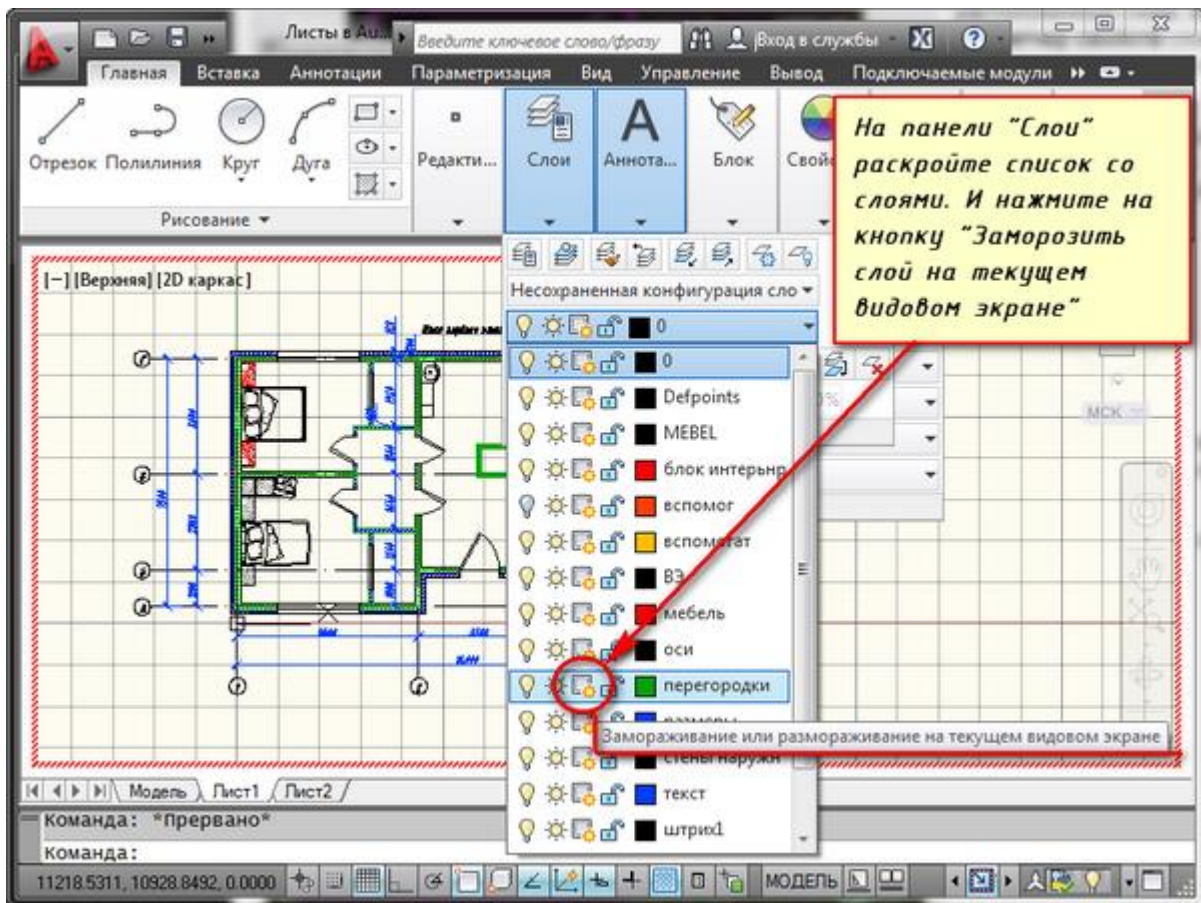 Листы в Au...
Введите ключевое слово/фразу
Вход в службы
Главная Вставка Аннотации Параметризация Вид Управление Вывод Подключаемые модули
Отрезок Полилиния Круг Дуга
Редакти...
Слои
Аннота...
Блок
Свой
Рисование
На панели "Слои"
раскройте список со
слоями. И нажмите на
кнопку "Заморозить
слой на текущем
видовом экране"
[−] [Верхняя] [2D каркас]
Несохраненная конфигурация сло
0
0
Defpoints
MEBEL
блок интерьнр
вспомог
вспомогат
ВЭ
мебель
оси
перегородки
размеры
Замораживание или размораживание на текущем видовом экране
стены наружн
текст
штрих1
МСК
Модель Лист1 Лист2
Команда: *Прервано*
Команда:
11218.5311, 10928.8492, 0.0000
МОДЕЛЬ